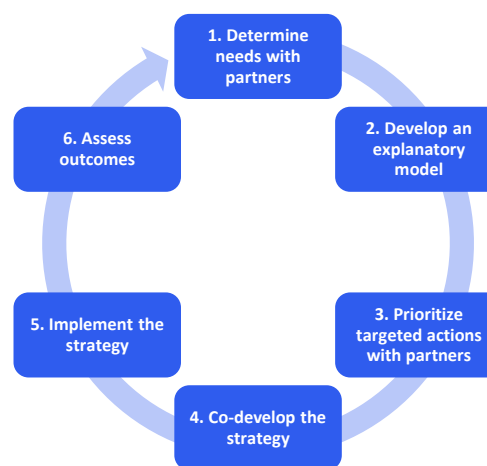 1. Determine
needs with
partners
2. Develop an
explanatory
model
3. Prioritize
targeted actions
with partners
4. Co-develop the
strategy
5. Implement the
strategy
6. Assess
outcomes